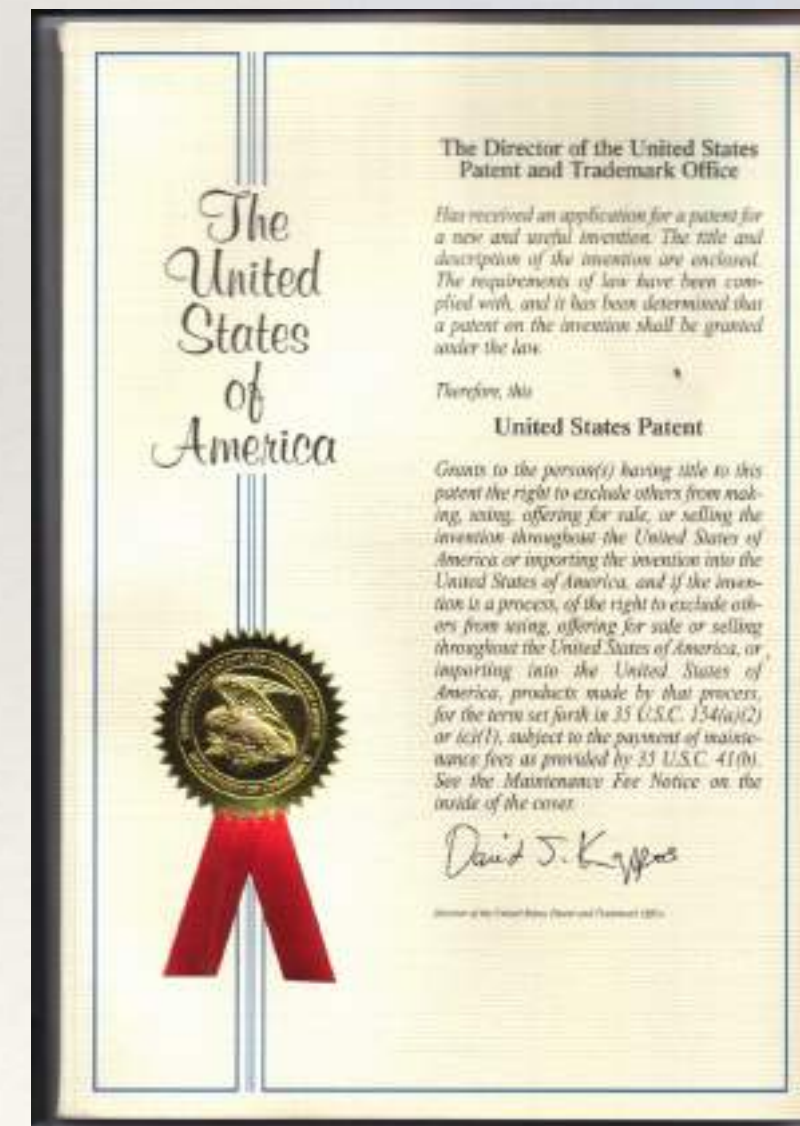 The
United
States
of
America
The Director of the United States
Patent and Trademark Office
Has received an application for a patent for
a new and useful invention. The title and
description of the invention are enclosed.
The requirements of law have been com-
plied with, and it has been determined that
a patent on the invention shall be granted
under the law.
Therefore, this
United States Patent
Grants to the person(s) having title to this
patent the right to exclude others from mak-
ing, using, offering for sale, or selling the
invention throughout the United States of
America or importing the invention into the
United States of America, and if the inven-
tion is a process, of the right to exclude oth-
ers from using, offering for sale or selling
throughout the United States of America, or
importing into the United States of
America, products made by that process,
for the term set forth in 35 U.S.C. 154(a)(2)
or (c)(1), subject to the payment of mainte-
nance fees as provided by 35 U.S.C. 41(b).
See the Maintenance Fee Notice on the
inside of the cover.
David J. Kappos
Director of the United States Patent and Trademark Office